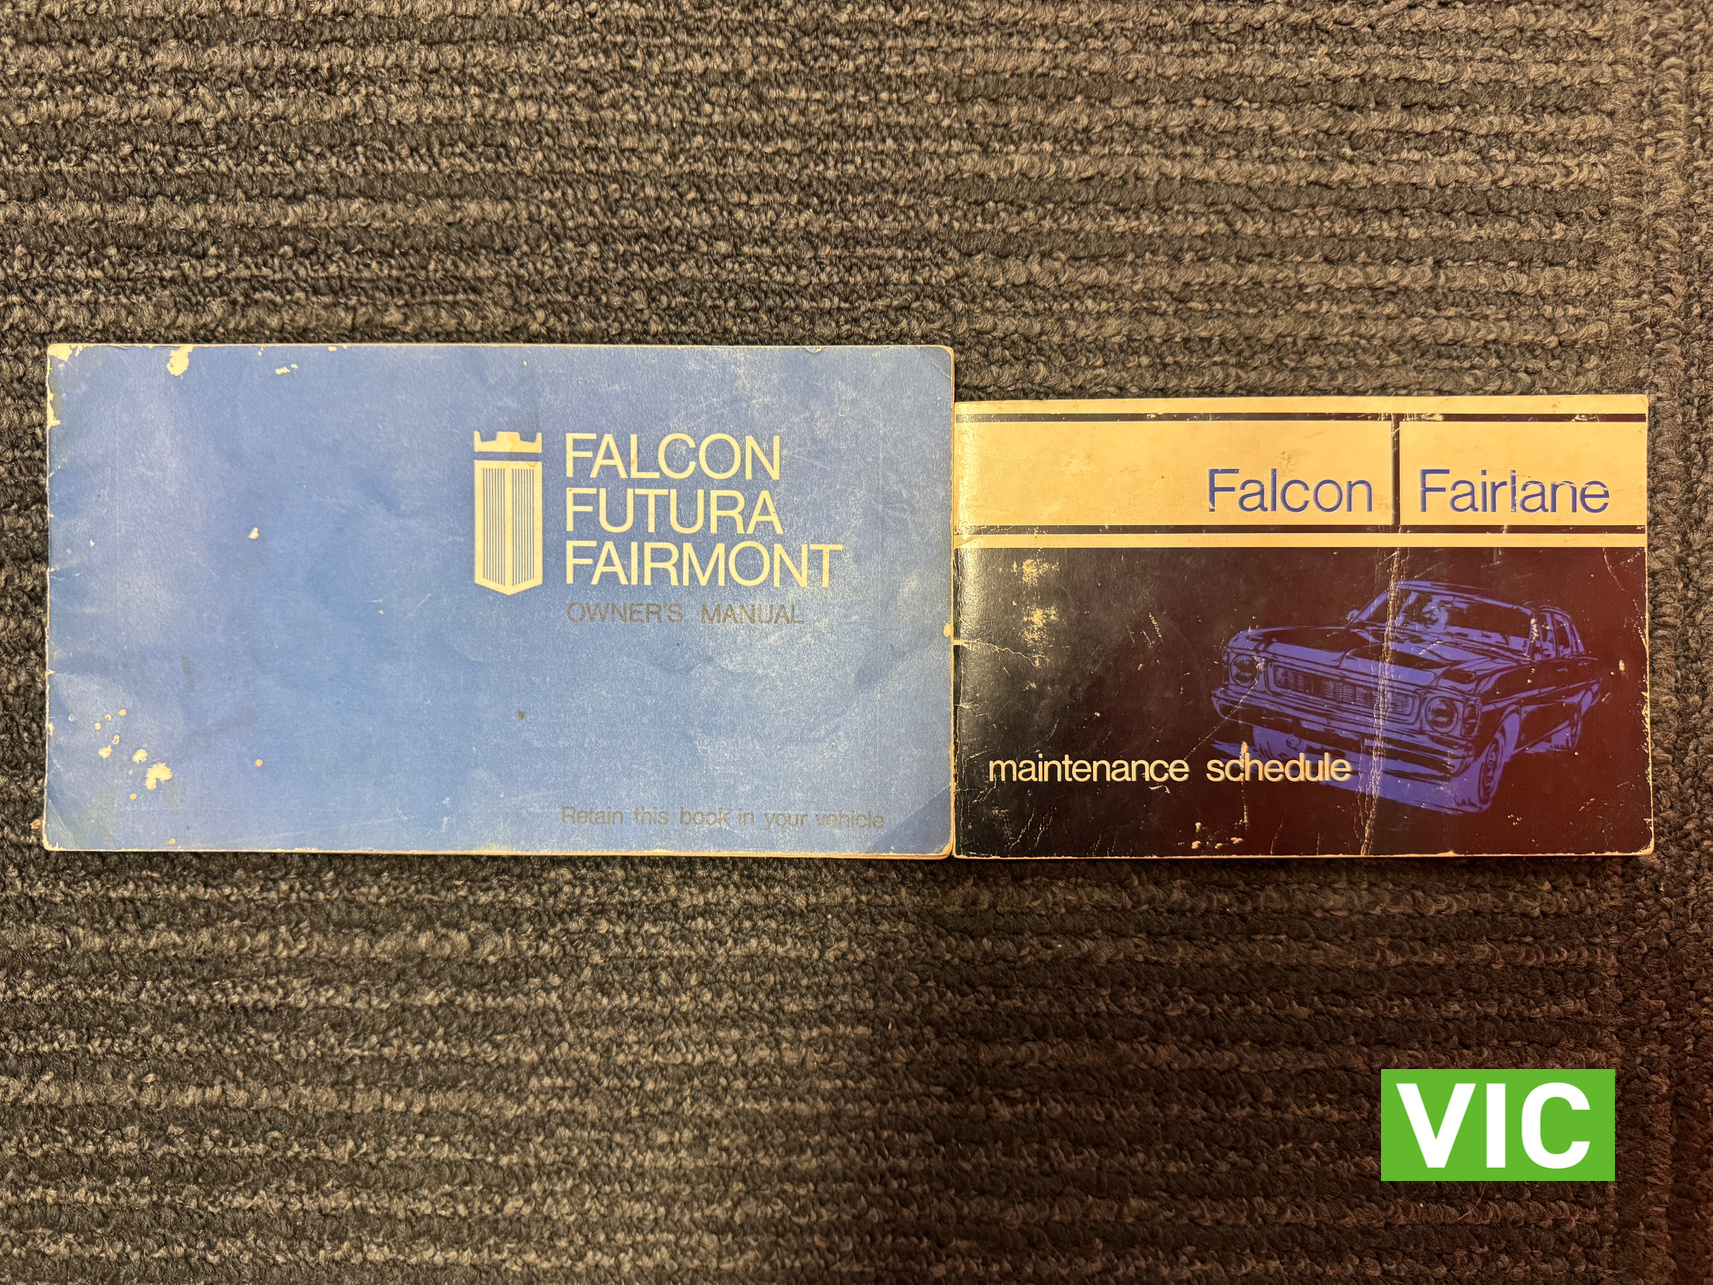 FALCON
FUTURA
FAIRMONT
OWNER'S MANUAL
Retain this book in your vehicle
Falcon Fairlane
maintenance schedule
VIC